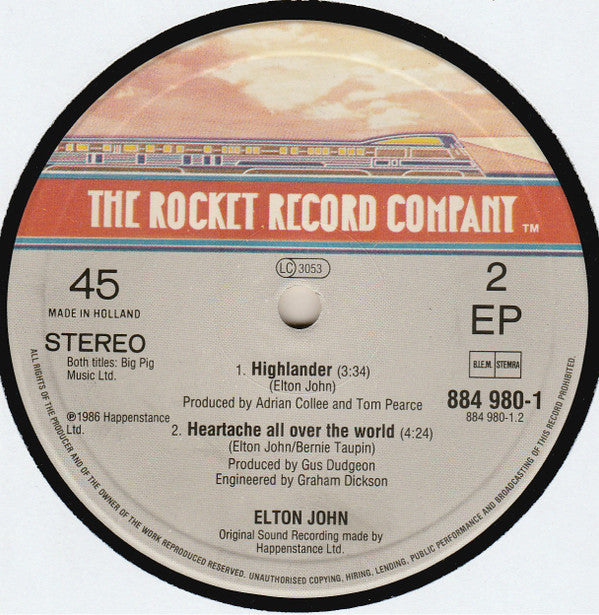 THE ROCKET RECORD COMPANY ™
LC 3053
45
MADE IN HOLLAND
STEREO
Both titles: Big Pig
Music Ltd.
℗1986 Happenstance
Ltd.
2
EP
B.I.E.M. STEMRA
884 980-1
884 980-1.2
1. Highlander (3:34)
(Elton John)
Produced by Adrian Collee and Tom Pearce
2. Heartache all over the world (4:24)
(Elton John/Bernie Taupin)
Produced by Gus Dudgeon
Engineered by Graham Dickson
ELTON JOHN
Original Sound Recording made by
Happenstance Ltd.
ALL RIGHTS OF THE PRODUCER AND OF THE OWNER OF THE WORK REPRODUCED RESERVED. UNAUTHORISED COPYING, HIRING, LENDING, PUBLIC PERFORMANCE AND BROADCASTING OF THIS RECORD PROHIBITED.